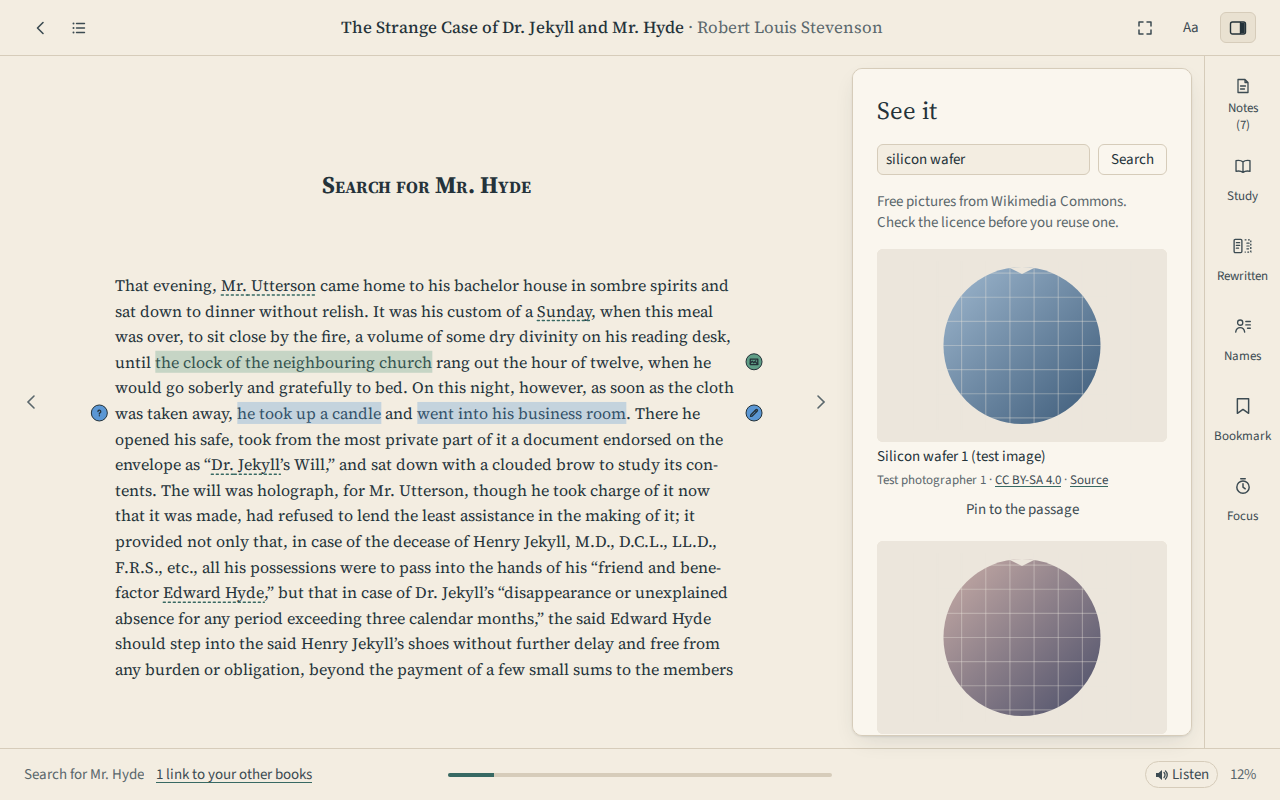 The Strange Case of Dr. Jekyll and Mr. Hyde · Robert Louis Stevenson
Aa
Search for Mr. Hyde
That evening, Mr. Utterson came home to his bachelor house in sombre spirits and
sat down to dinner without relish. It was his custom of a Sunday, when this meal
was over, to sit close by the fire, a volume of some dry divinity on his reading desk,
until the clock of the neighbouring church rang out the hour of twelve, when he
would go soberly and gratefully to bed. On this night, however, as soon as the cloth
was taken away, he took up a candle and went into his business room. There he
opened his safe, took from the most private part of it a document endorsed on the
envelope as “Dr. Jekyll’s Will,” and sat down with a clouded brow to study its con-
tents. The will was holograph, for Mr. Utterson, though he took charge of it now
that it was made, had refused to lend the least assistance in the making of it; it
provided not only that, in case of the decease of Henry Jekyll, M.D., D.C.L., LL.D.,
F.R.S., etc., all his possessions were to pass into the hands of his “friend and bene-
factor Edward Hyde,” but that in case of Dr. Jekyll’s “disappearance or unexplained
absence for any period exceeding three calendar months,” the said Edward Hyde
should step into the said Henry Jekyll’s shoes without further delay and free from
any burden or obligation, beyond the payment of a few small sums to the members
?
See it
silicon wafer
Search
Free pictures from Wikimedia Commons.
Check the licence before you reuse one.
Silicon wafer 1 (test image)
Test photographer 1 · CC BY-SA 4.0 · Source
Pin to the passage
Notes
(7)
Study
Rewritten
Names
Bookmark
Focus
Search for Mr. Hyde 1 link to your other books
Listen
12%